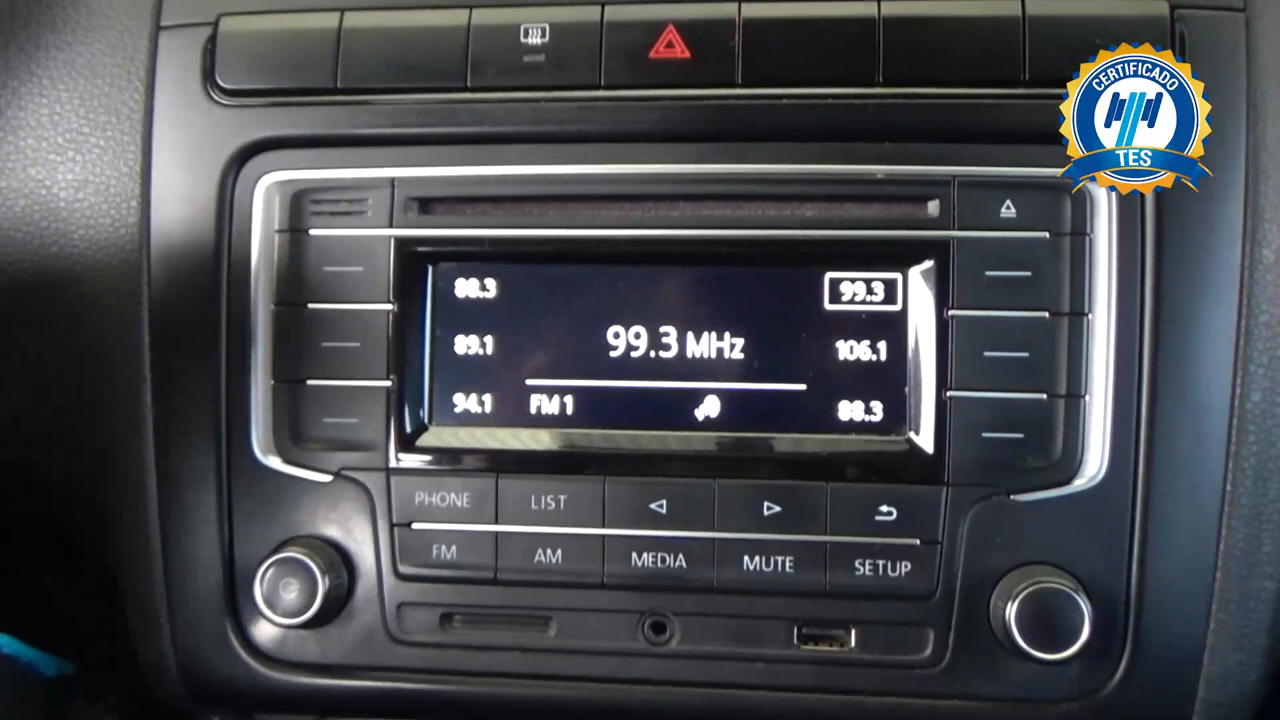 CERTIFICADO
TES
88.3
99.3
99.3 MHz
89.1
106.1
94.1
FM 1
88.3
PHONE
LIST
FM
AM
MEDIA
MUTE
SETUP